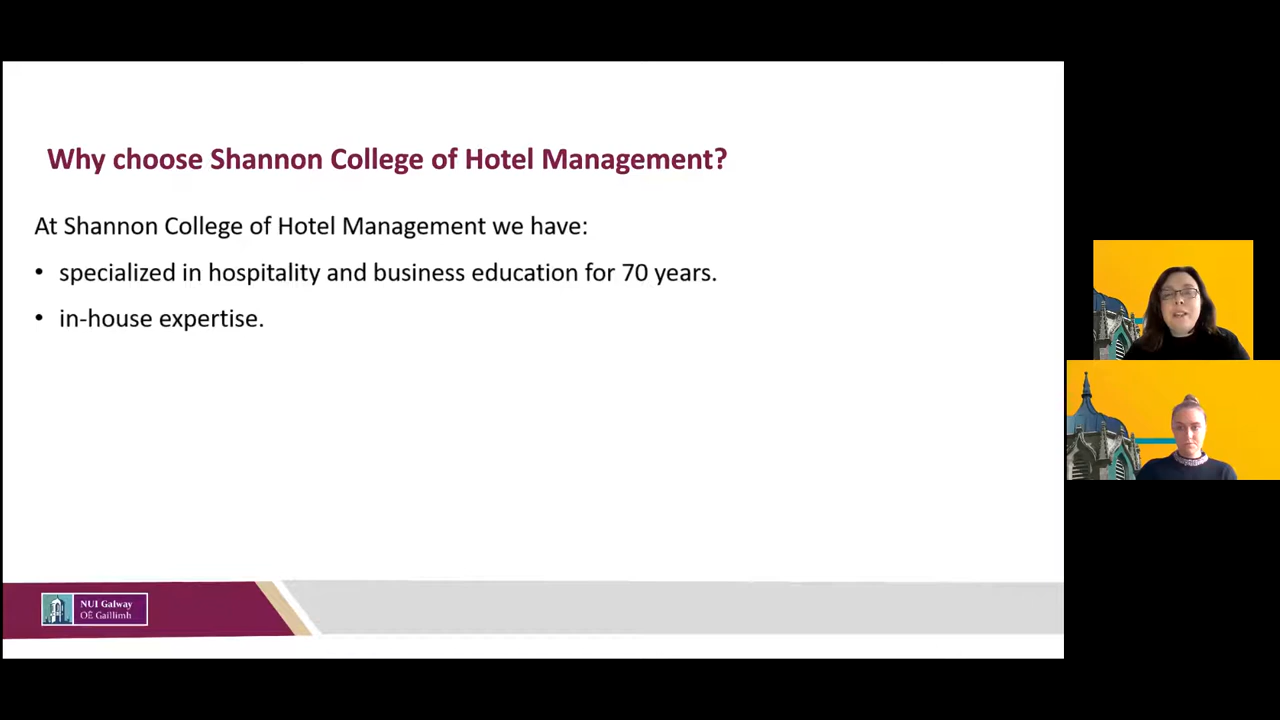 Why choose Shannon College of Hotel Management?
At Shannon College of Hotel Management we have:
• specialized in hospitality and business education for 70 years.
• in-house expertise.
NUI Galway
OÉ Gaillimh